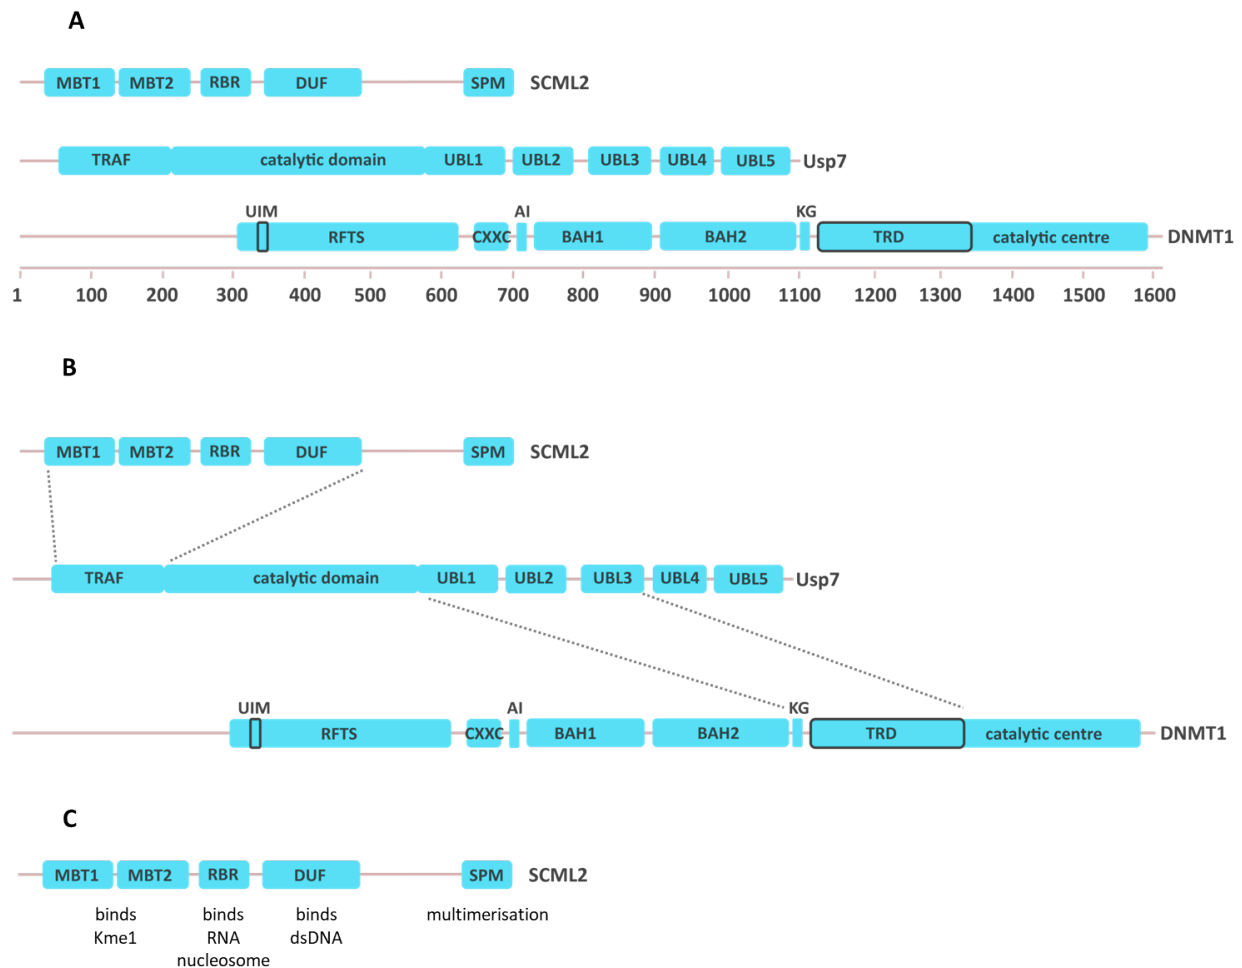 A
MBT1 MBT2 RBR DUF SPM SCML2
TRAF catalytic domain UBL1 UBL2 UBL3 UBL4 UBL5 Usp7
UIM AI KG
RFTS CXXC BAH1 BAH2 TRD catalytic centre DNMT1
1 100 200 300 400 500 600 700 800 900 1000 1100 1200 1300 1400 1500 1600
B
MBT1 MBT2 RBR DUF SPM SCML2
TRAF catalytic domain UBL1 UBL2 UBL3 UBL4 UBL5 Usp7
UIM AI KG
RFTS CXXC BAH1 BAH2 TRD catalytic centre DNMT1
C
MBT1 MBT2 RBR DUF SPM SCML2
binds binds binds multimerisation
Kme1 RNA dsDNA
nucleosome